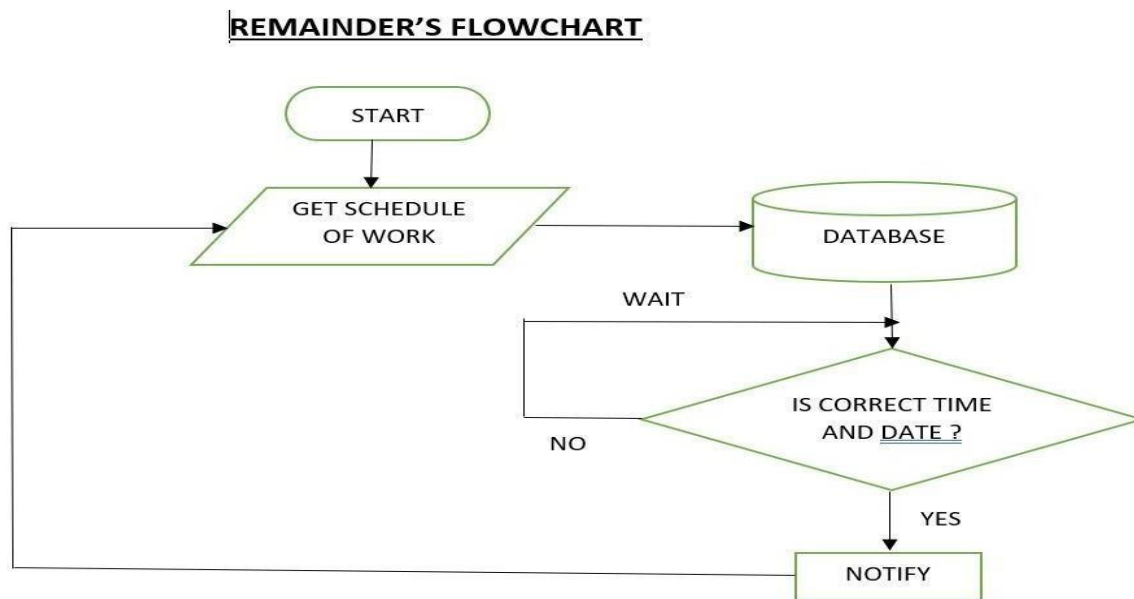 REMAINDER’S FLOWCHART
START
GET SCHEDULE
OF WORK
DATABASE
WAIT
IS CORRECT TIME
AND DATE ?
NO
YES
NOTIFY